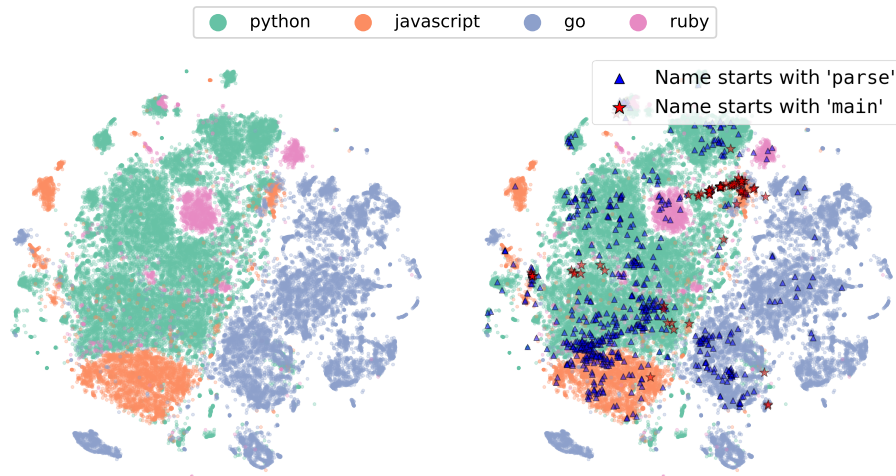 python javascript go ruby
Name starts with 'parse'
Name starts with 'main'